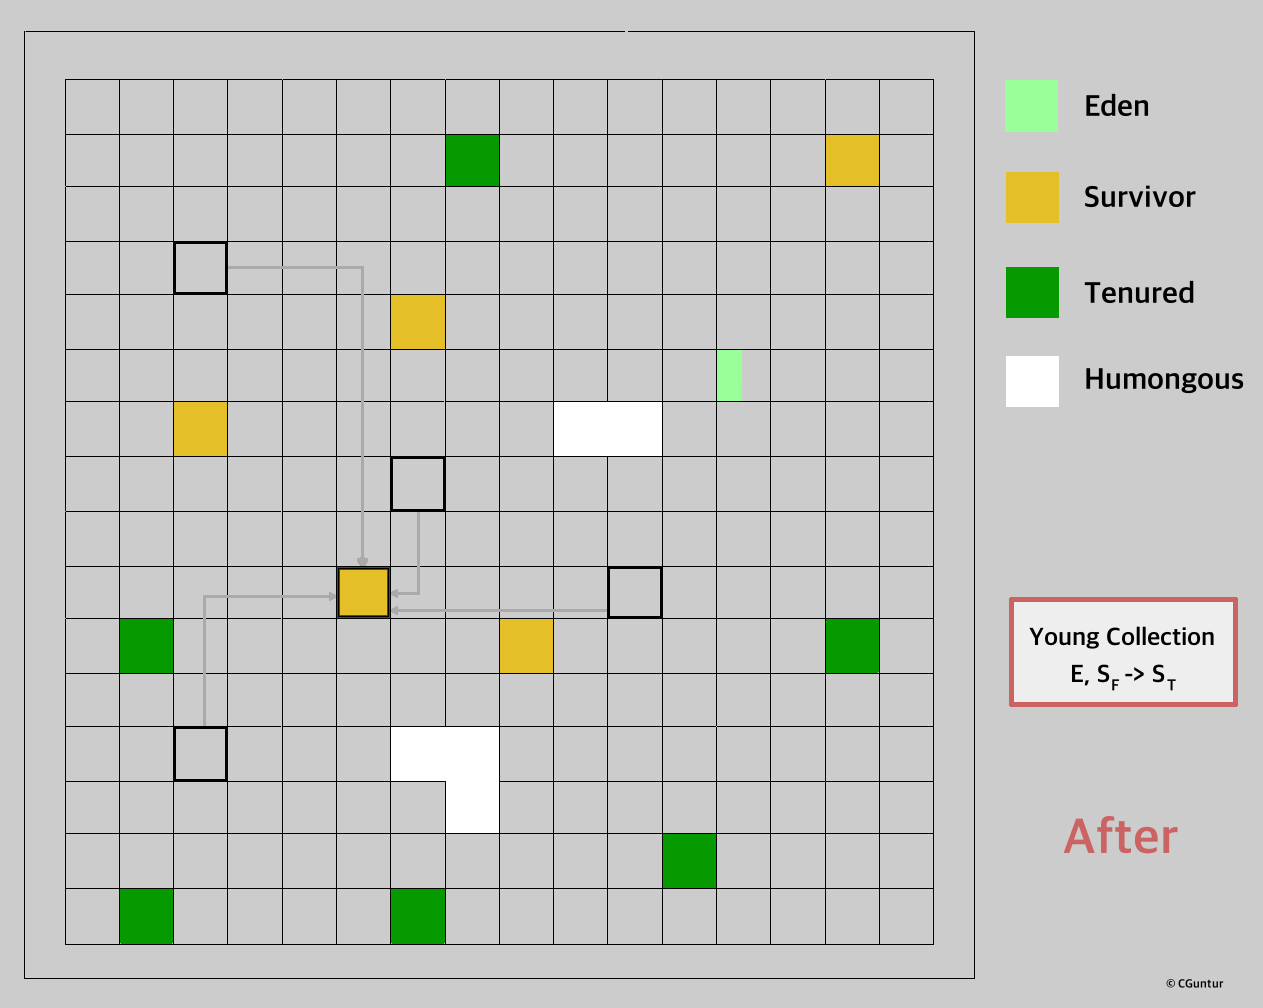 Eden
Survivor
Tenured
Humongous
Young Collection
E, SF -> ST
After
© CGuntur